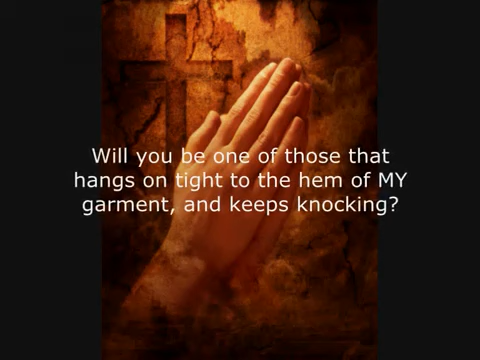 Will you be one of those that
hangs on tight to the hem of MY
garment, and keeps knocking?